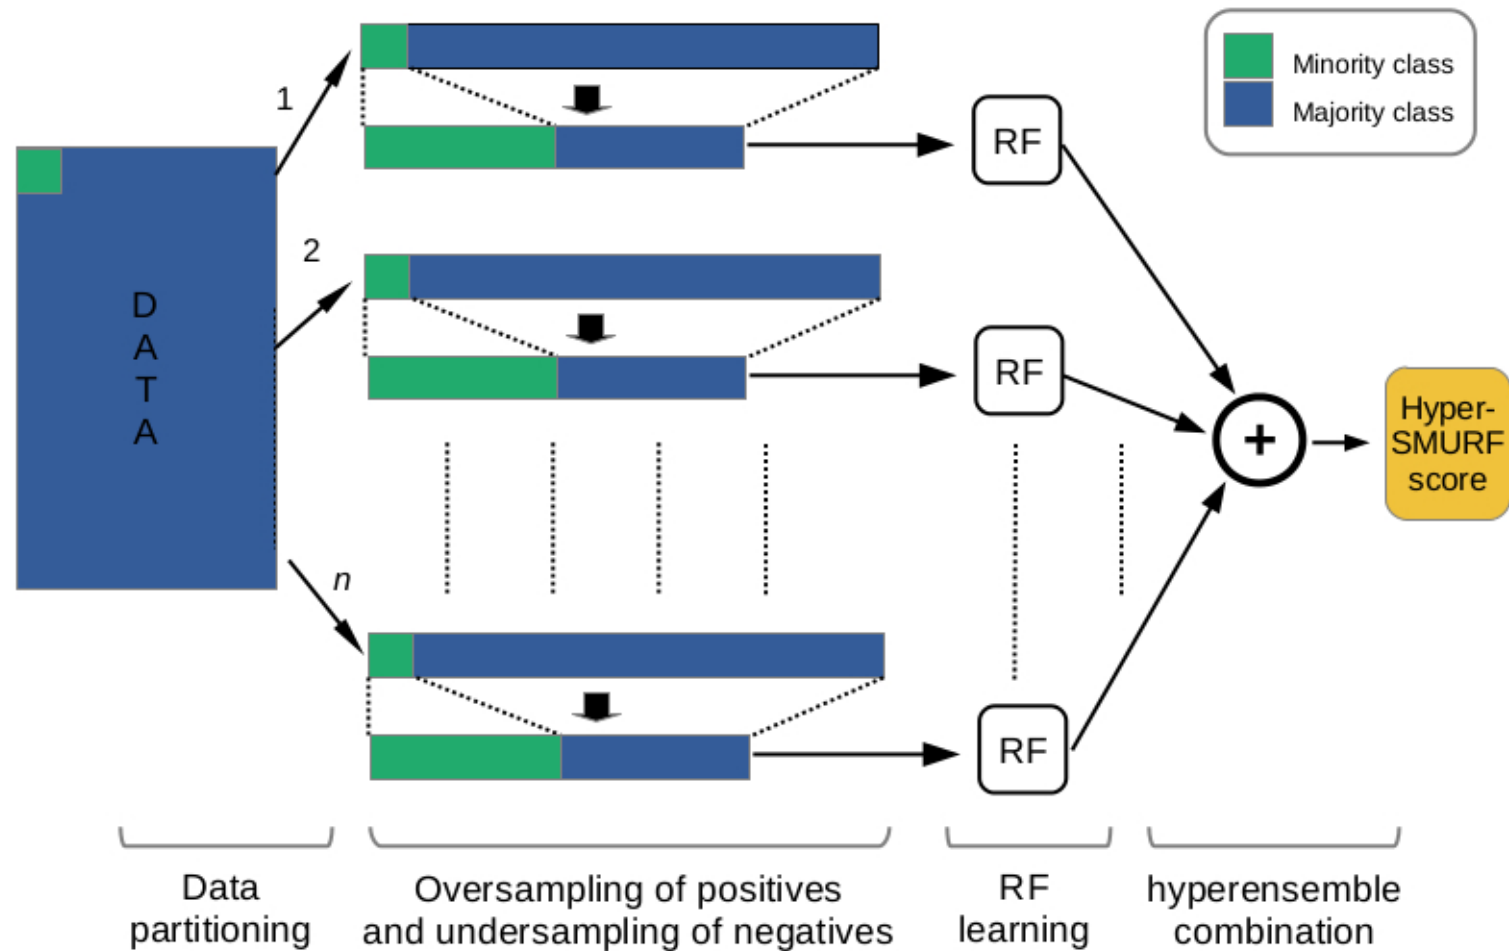 Minority class
Majority class
1
2
n
D
A
T
A
RF
RF
RF
+
Hyper-
SMURF
score
Data
partitioning
Oversampling of positives
and undersampling of negatives
RF
learning
hyperensemble
combination